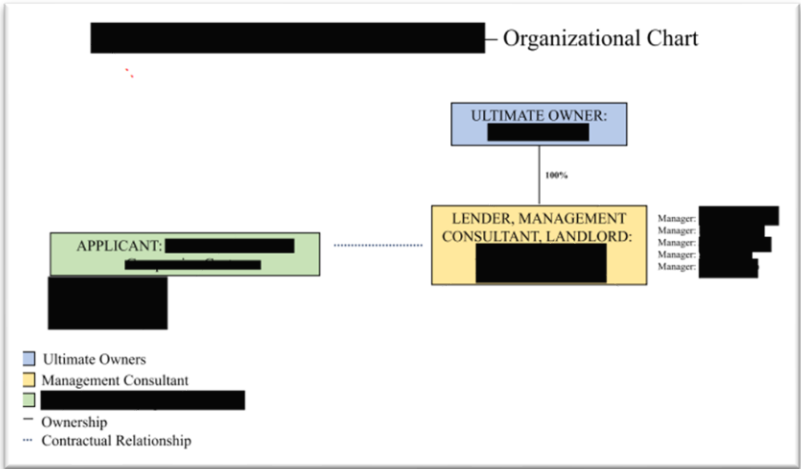 – Organizational Chart
ULTIMATE OWNER:
100%
LENDER, MANAGEMENT
CONSULTANT, LANDLORD:
Manager:
Manager:
Manager:
Manager:
Manager:
APPLICANT:
Ultimate Owners
Management Consultant
Ownership
Contractual Relationship